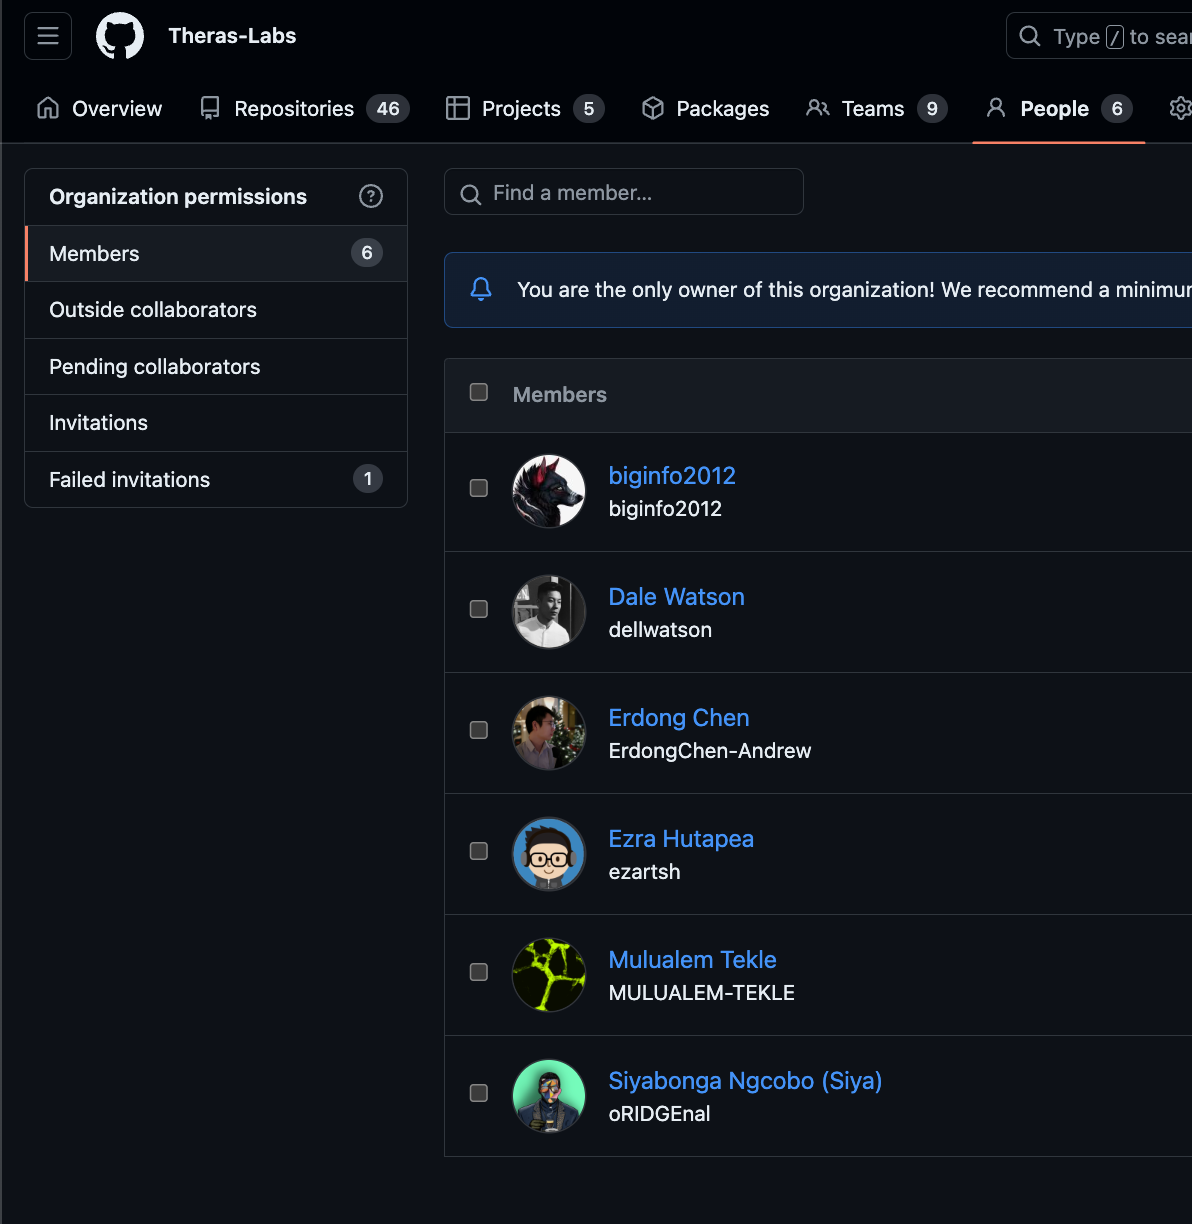 Theras-Labs
Type / to sear
Overview
Repositories 46
Projects 5
Packages
Teams 9
People 6
Organization permissions
Members 6
Outside collaborators
Pending collaborators
Invitations
Failed invitations 1
Find a member...
You are the only owner of this organization! We recommend a minimum
Members
biginfo2012
biginfo2012
Dale Watson
dellwatson
Erdong Chen
ErdongChen-Andrew
Ezra Hutapea
ezartsh
Mulualem Tekle
MULUALEM-TEKLE
Siyabonga Ngcobo (Siya)
oRIDGEnal